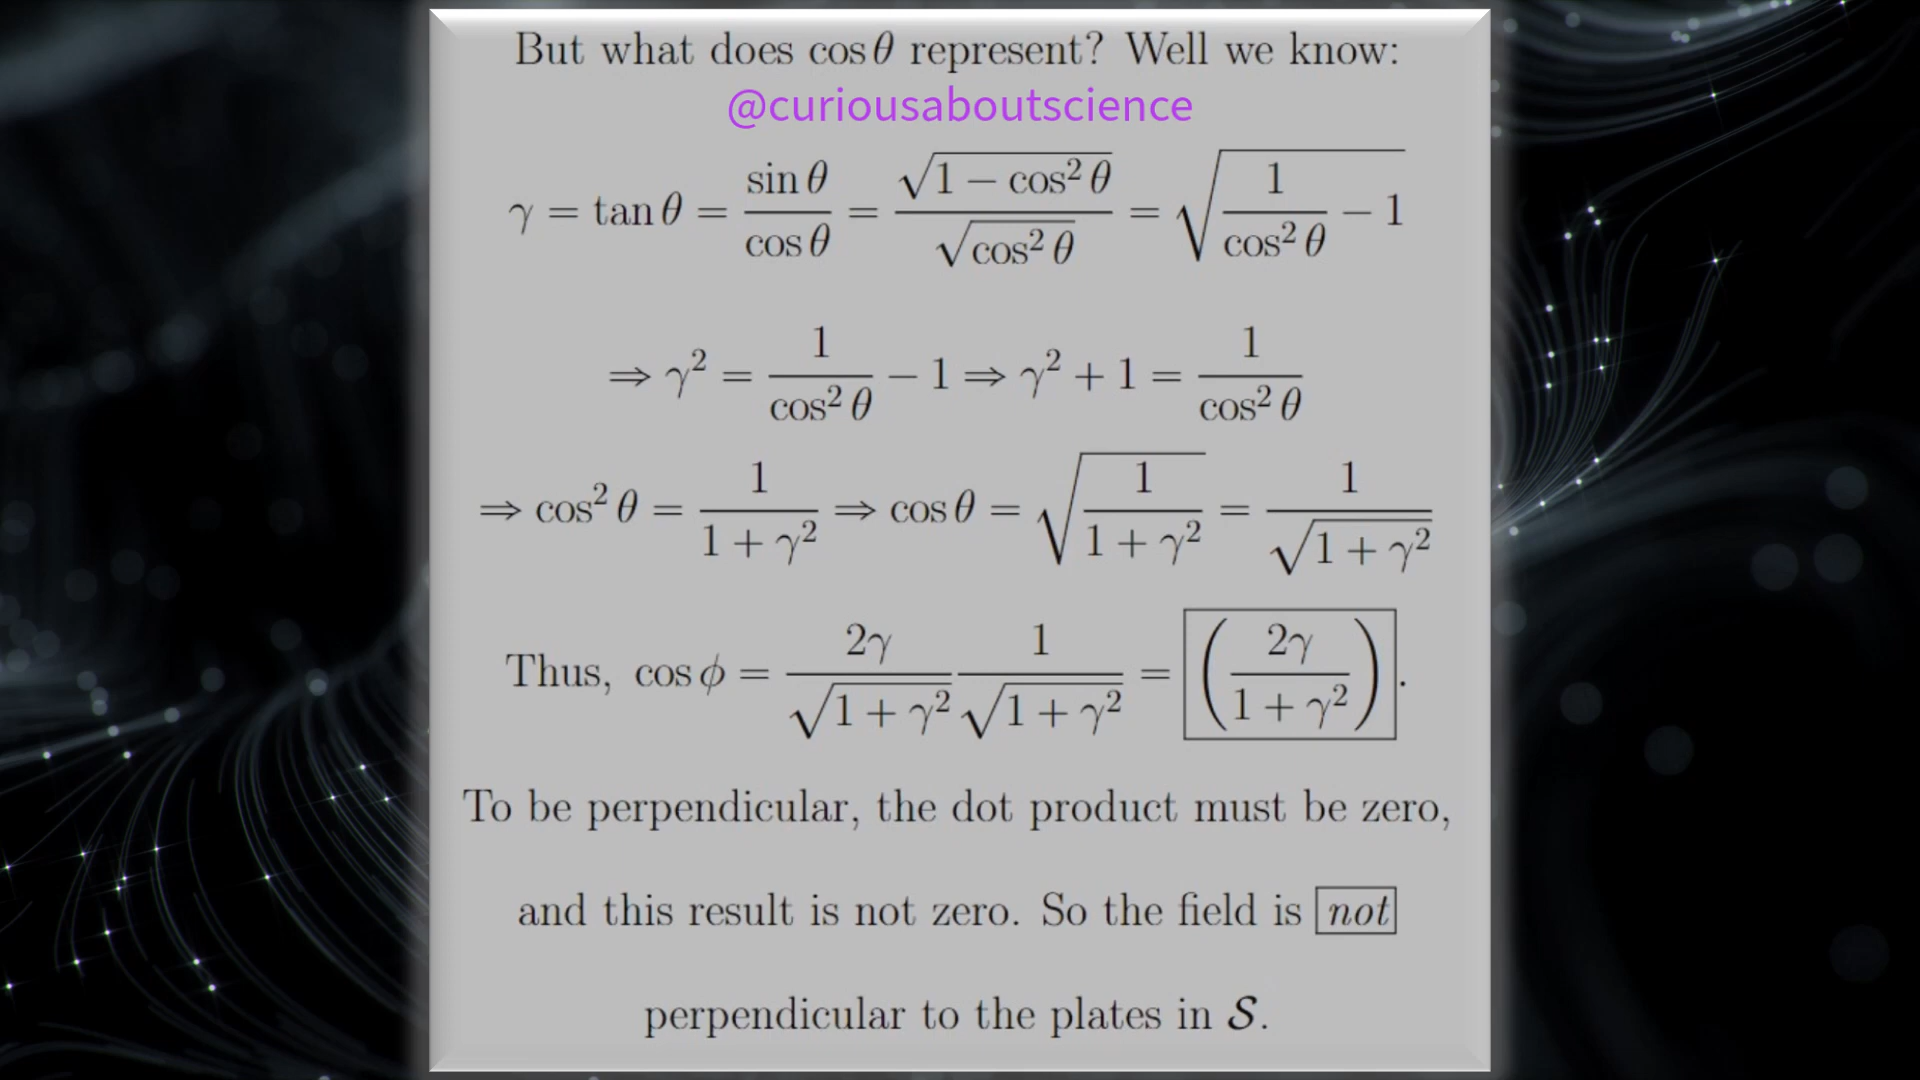 But what does cos θ represent? Well we know:
@curiousaboutscience
γ = tan θ = sin θ / cos θ = √(1 − cos² θ) / √(cos² θ) = √(1 / cos² θ − 1)
⇒ γ² = 1 / cos² θ − 1 ⇒ γ² + 1 = 1 / cos² θ
⇒ cos² θ = 1 / (1 + γ²) ⇒ cos θ = √(1 / (1 + γ²)) = 1 / √(1 + γ²)
Thus, cos ϕ = 2γ / √(1 + γ²) 1 / √(1 + γ²) = (2γ / (1 + γ²)).
To be perpendicular, the dot product must be zero,
and this result is not zero. So the field is not
perpendicular to the plates in 𝒮.